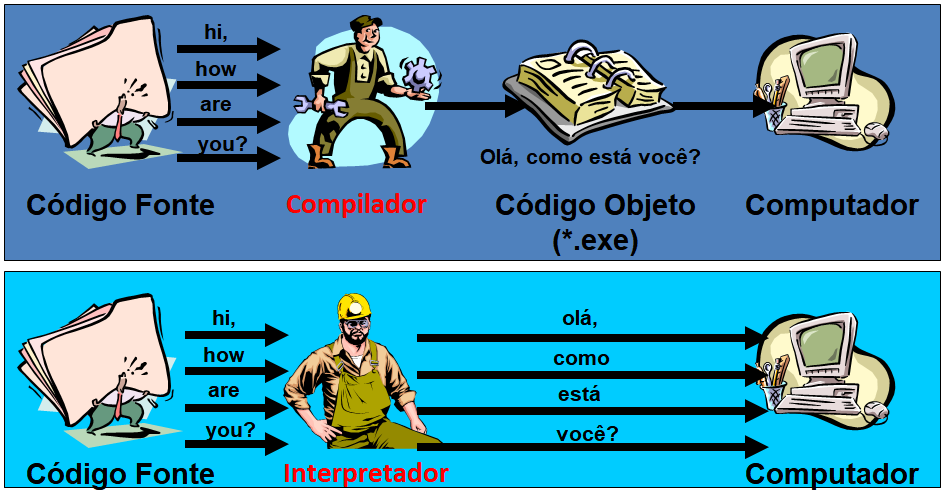 hi,
how
are
you?
Olá, como está você?
Código Fonte
Compilador
Código Objeto
(*.exe)
Computador
hi,
how
are
you?
olá,
como
está
você?
Código Fonte
Interpretador
Computador